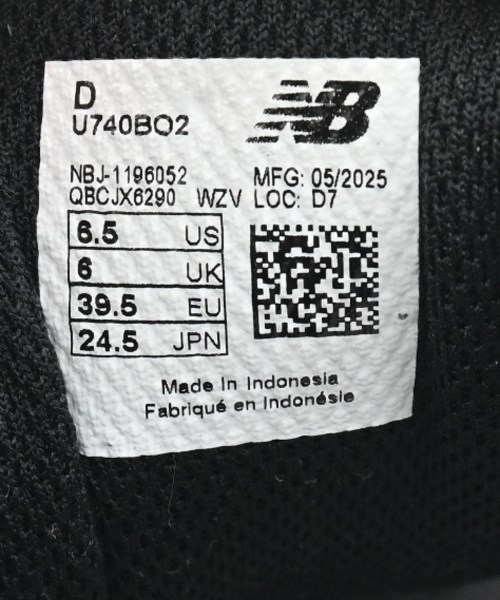 D
U740BO2
NB
NBJ-1196052 MFG: 05/2025
QBCJX6290 WZV LOC: D7
6.5 US
6 UK
39.5 EU
24.5 JPN
Made In Indonesia
Fabriqué en Indonésie